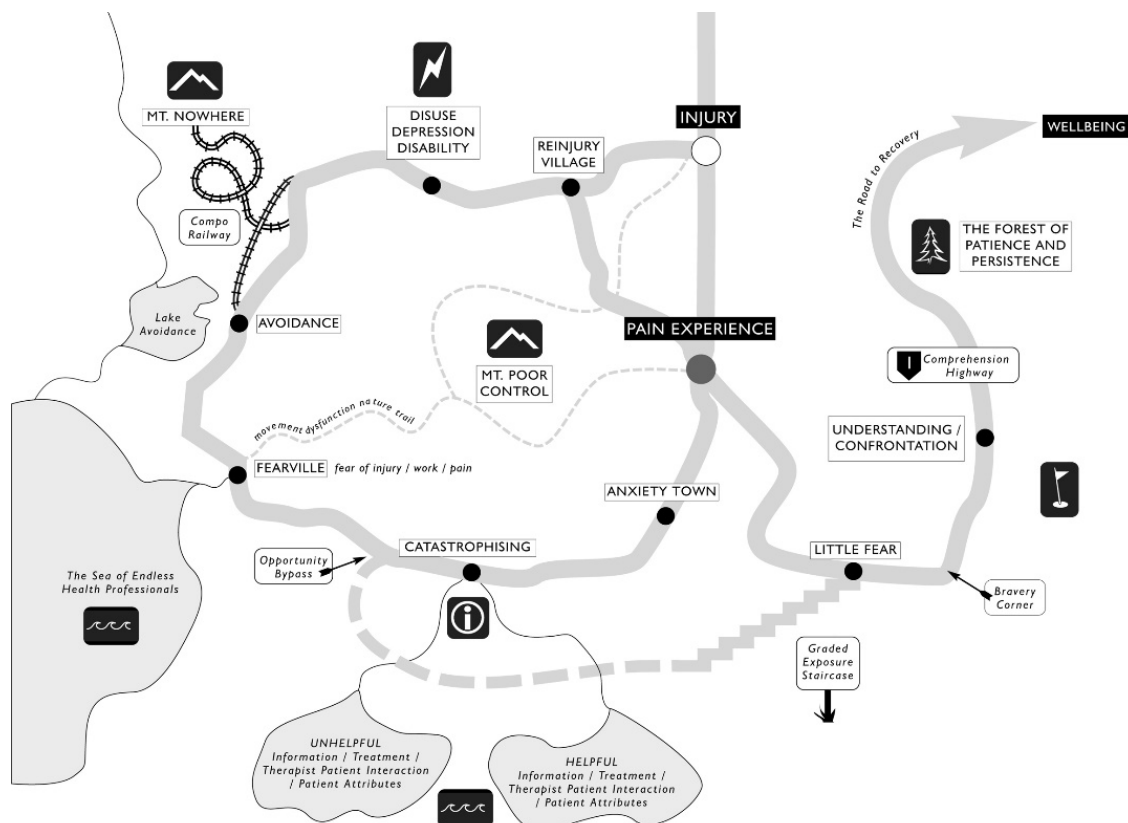 MT. NOWHERE
DISUSE
DEPRESSION
DISABILITY
INJURY
REINJURY
VILLAGE
WELLBEING
The Road to Recovery
Compo
Railway
THE FOREST OF
PATIENCE AND
PERSISTENCE
Lake
Avoidance
AVOIDANCE
PAIN EXPERIENCE
MT. POOR
CONTROL
I
Comprehension
Highway
movement dysfunction nature trail
UNDERSTANDING /
CONFRONTATION
FEARVILLE
fear of injury / work / pain
ANXIETY TOWN
CATASTROPHISING
LITTLE FEAR
Opportunity
Bypass
The Sea of Endless
Health Professionals
i
Bravery
Corner
Graded
Exposure
Staircase
UNHELPFUL
Information / Treatment /
Therapist Patient Interaction
/ Patient Attributes
HELPFUL
Information / Treatment /
Therapist Patient Interaction
/ Patient Attributes